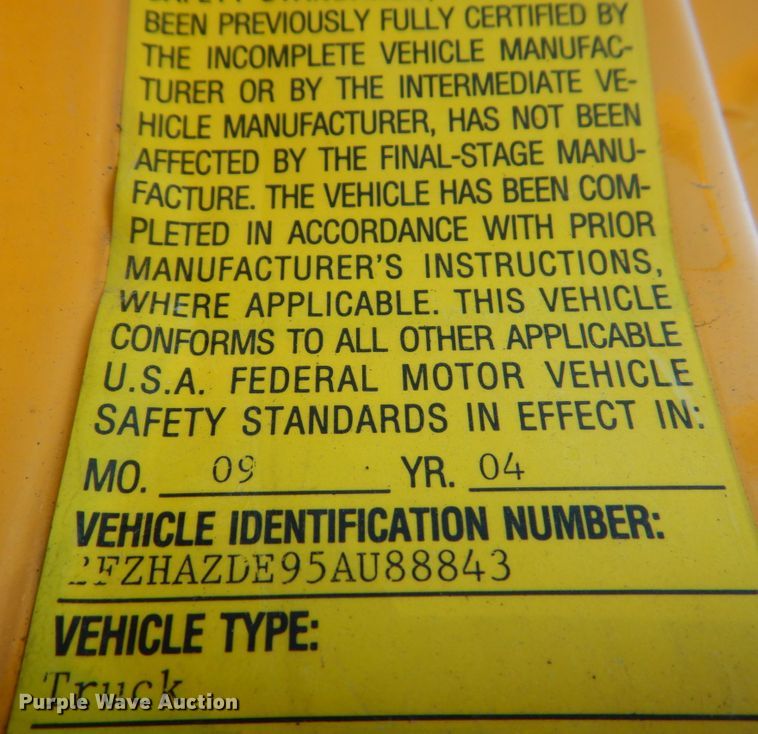 BEEN PREVIOUSLY FULLY CERTIFIED BY
THE INCOMPLETE VEHICLE MANUFAC-
TURER OR BY THE INTERMEDIATE VE-
HICLE MANUFACTURER, HAS NOT BEEN
AFFECTED BY THE FINAL-STAGE MANU-
FACTURE. THE VEHICLE HAS BEEN COM-
PLETED IN ACCORDANCE WITH PRIOR
MANUFACTURER'S INSTRUCTIONS,
WHERE APPLICABLE. THIS VEHICLE
CONFORMS TO ALL OTHER APPLICABLE
U.S.A. FEDERAL MOTOR VEHICLE
SAFETY STANDARDS IN EFFECT IN:
MO. 09 YR. 04
VEHICLE IDENTIFICATION NUMBER:
2FZHAZDE95AU88843
VEHICLE TYPE:
Truck
Purple Wave Auction